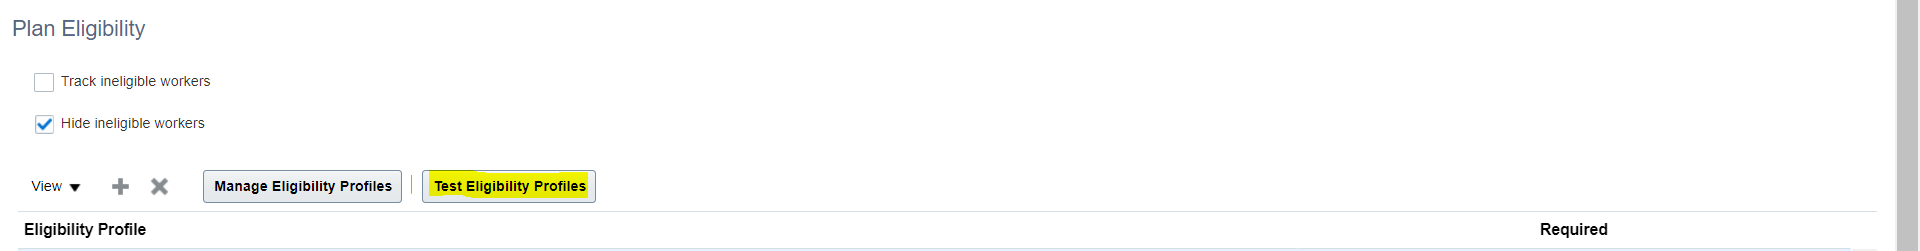 Plan Eligibility
Track ineligible workers
Hide ineligible workers
View Manage Eligibility Profiles Test Eligibility Profiles
Eligibility Profile Required